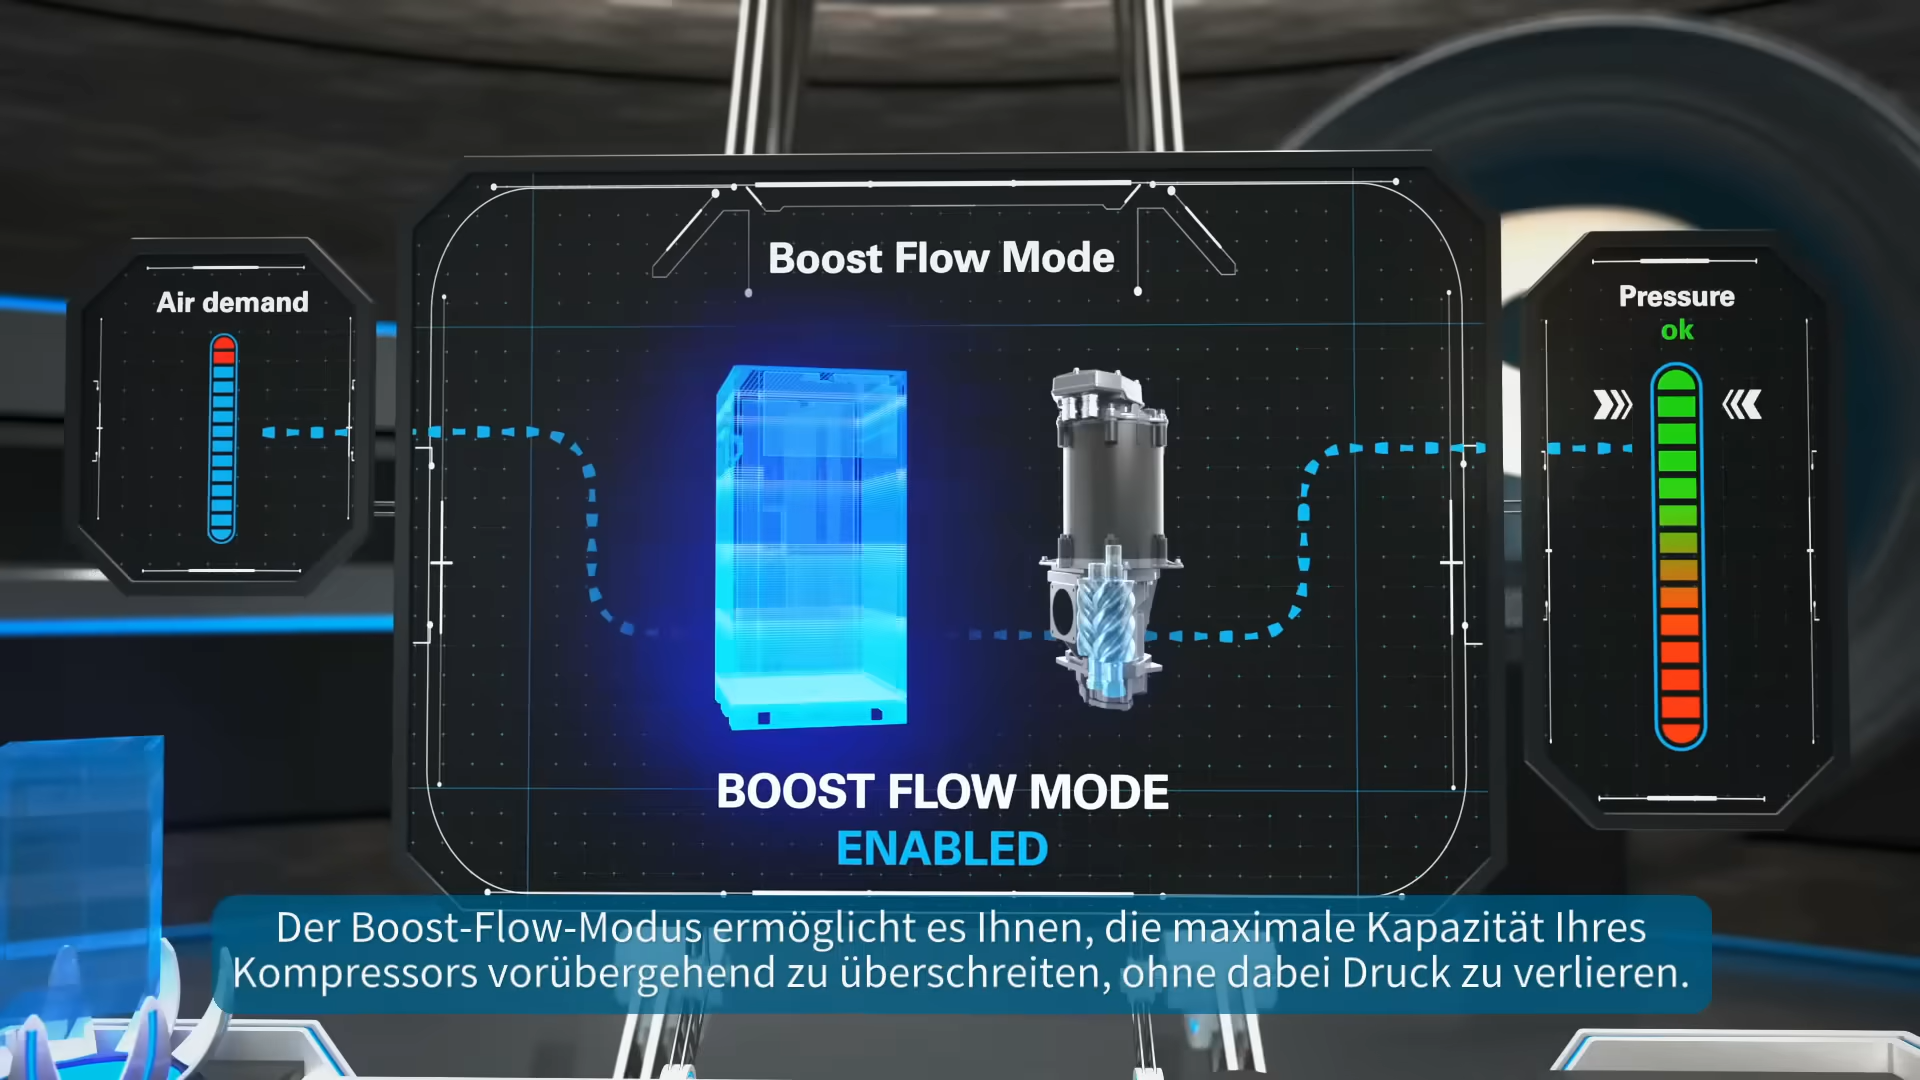 Boost Flow Mode
Air demand
Pressure
ok
BOOST FLOW MODE
ENABLED
Der Boost-Flow-Modus ermöglicht es Ihnen, die maximale Kapazität Ihres
Kompressors vorübergehend zu überschreiten, ohne dabei Druck zu verlieren.